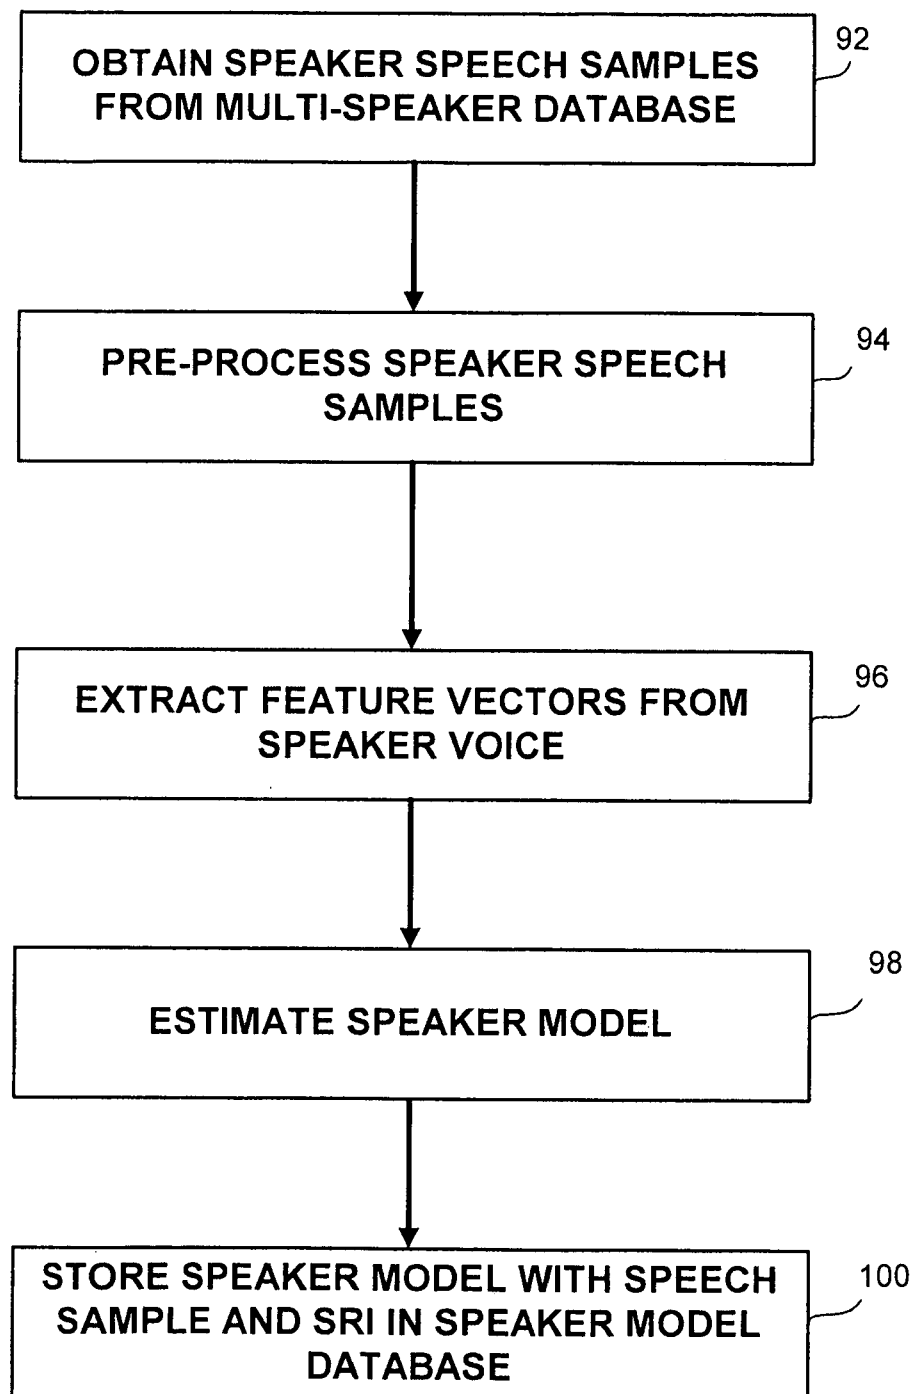 OBTAIN SPEAKER SPEECH SAMPLES
FROM MULTI-SPEAKER DATABASE
92
PRE-PROCESS SPEAKER SPEECH
SAMPLES
94
EXTRACT FEATURE VECTORS FROM
SPEAKER VOICE
96
ESTIMATE SPEAKER MODEL
98
STORE SPEAKER MODEL WITH SPEECH
SAMPLE AND SRI IN SPEAKER MODEL
DATABASE
100